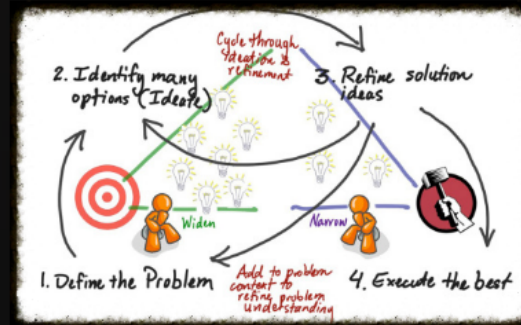 Cycle through
ideation &
refinement
2. Identify many
options (Ideate)
3. Refine solution
ideas
Widen
Narrow
1. Define the Problem
Add to problem
context to
refine problem
understanding
4. Execute the best